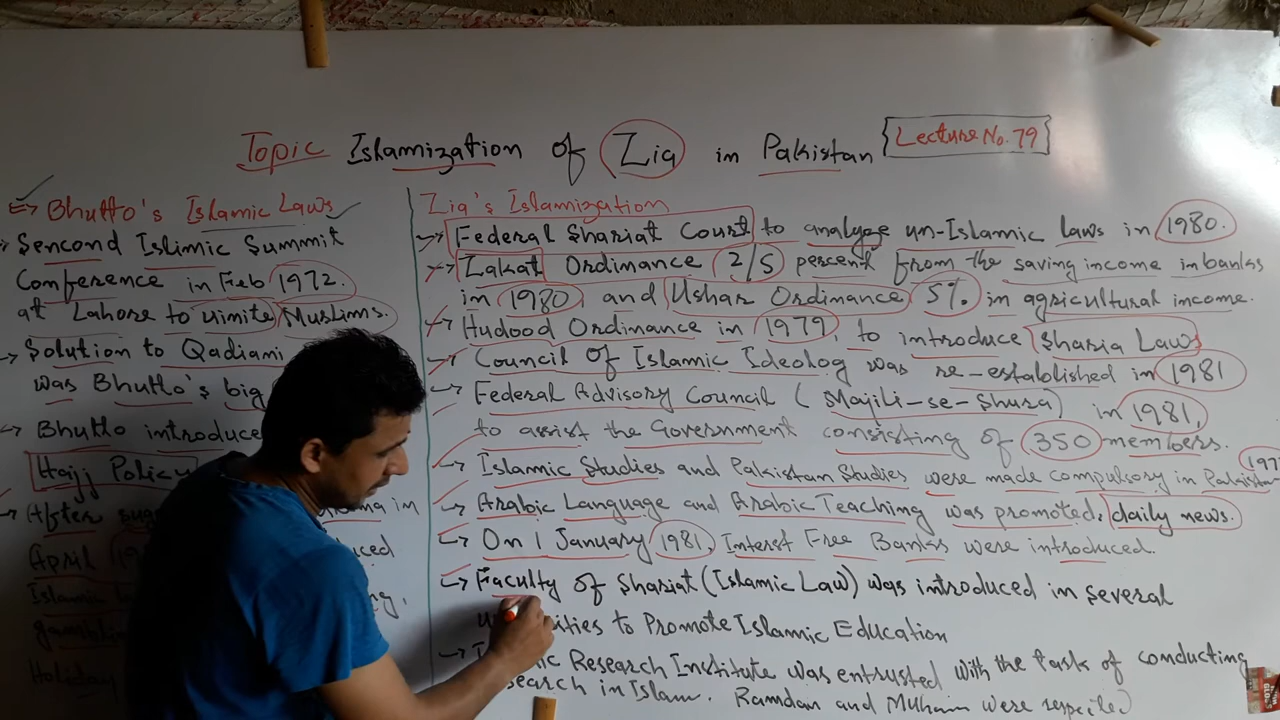 Topic Islamization of Zia in Pakistan {Lecture No. 79}
=> Bhutto's Islamic Laws
→ Sencond Islimic Summit
Conference in Feb 1972.
at Lahore to unite Muslims.
→ Solution to Qadiani
was Bhutto's big
→ Bhutto introduce
Hajj Policy
→ After
in
April
Holiday
Zia's Islamization
→ Federal Shariat Court to analyze un-Islamic laws in 1980.
→ Zakat Ordinance 2/5 percent from the saving income in banks
in 1980, and Ushar Ordinance 5% in agricultural income.
→ Hudood Ordinance in 1979, to introduce Sharia Laws
→ Council of Islamic Ideolog was re-established in 1981
→ Federal Advisory Council (Majili-se-Shura) in 1981,
to assist the Government consisting of 350 members.
→ Islamic Studies and Pakistan Studies were made compulsory in Pakistan
→ Arabic Language and Arabic Teaching was promoted, daily news.
→ On 1 January 1981, Interest Free Banks were introduced.
→ Faculty of Shariat (Islamic Law) was introduced in several
to Promote Islamic Education
→ Research Institute was entrusted with the task of conducting
in Islam. Ramdan and Muharm were